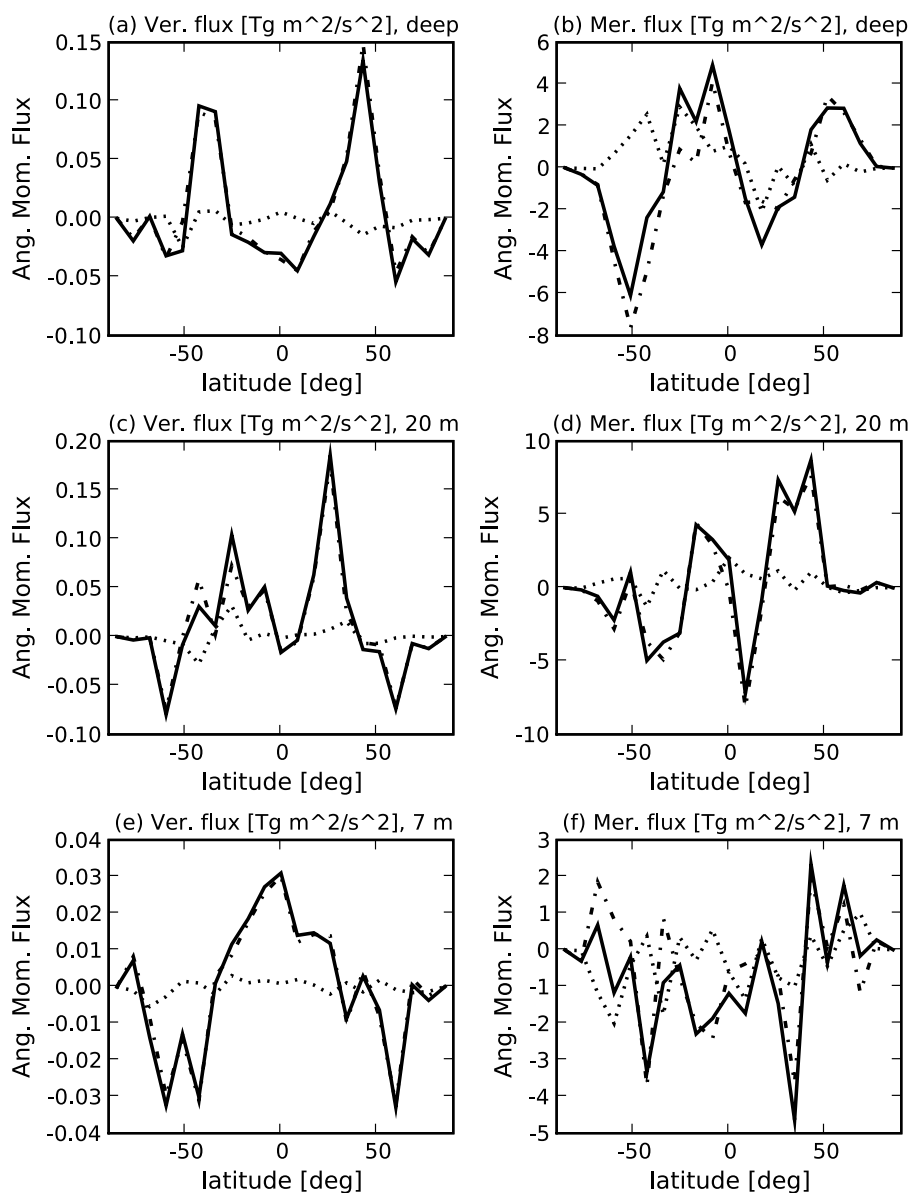 (a) Ver. flux [Tg m^2/s^2], deep
0.15
0.10
0.05
0.00
-0.05
-0.10
Ang. Mom. Flux
-50 0 50
latitude [deg]
(b) Mer. flux [Tg m^2/s^2], deep
6
4
2
0
-2
-4
-6
-8
Ang. Mom. Flux
-50 0 50
latitude [deg]
(c) Ver. flux [Tg m^2/s^2], 20 m
0.20
0.15
0.10
0.05
0.00
-0.05
-0.10
Ang. Mom. Flux
-50 0 50
latitude [deg]
(d) Mer. flux [Tg m^2/s^2], 20 m
10
5
0
-5
-10
Ang. Mom. Flux
-50 0 50
latitude [deg]
(e) Ver. flux [Tg m^2/s^2], 7 m
0.04
0.03
0.02
0.01
0.00
-0.01
-0.02
-0.03
-0.04
Ang. Mom. Flux
-50 0 50
latitude [deg]
(f) Mer. flux [Tg m^2/s^2], 7 m
3
2
1
0
-1
-2
-3
-4
-5
Ang. Mom. Flux
-50 0 50
latitude [deg]